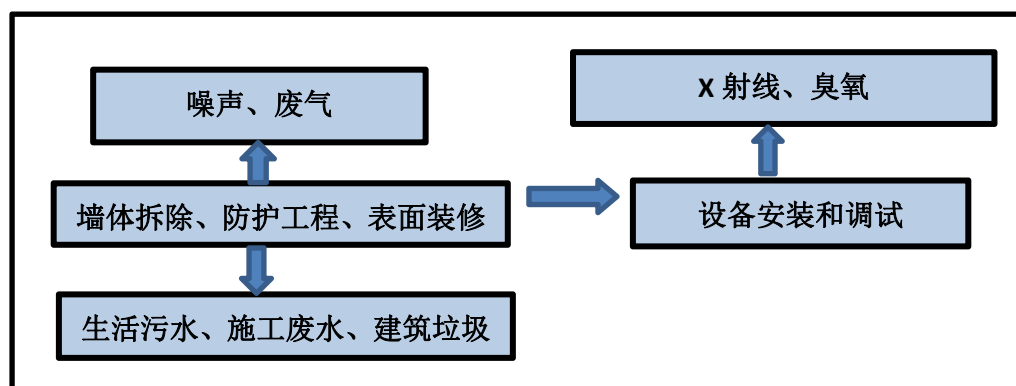 噪声、废气
X 射线、臭氧
墙体拆除、防护工程、表面装修
设备安装和调试
生活污水、施工废水、建筑垃圾